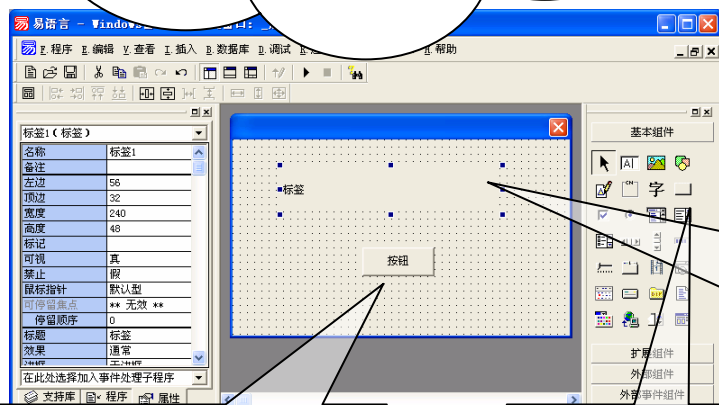 易语言 - Windows
F.程序 E.编辑 V.查看 I.插入 B.数据库 D.调试 H.帮助
标签1(标签)
名称 标签1
备注
左边 56
顶边 32
宽度 240
高度 48
标记
可视 真
禁止 假
鼠标指针 默认型
可停留焦点 ** 无效 **
停留顺序 0
标题 标签
效果 通常
在此处选择加入事件处理子程序
支持库 程序 属性
标签
按钮
基本组件
扩展组件
外部组件
外部事件组件